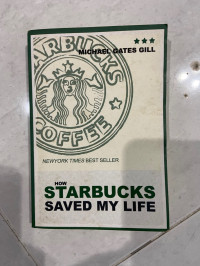 STARBUCKS
COFFEE
★★★
MICHAEL GATES GILL
NEWYORK TIMES BEST SELLER
HOW
STARBUCKS
SAVED MY LIFE